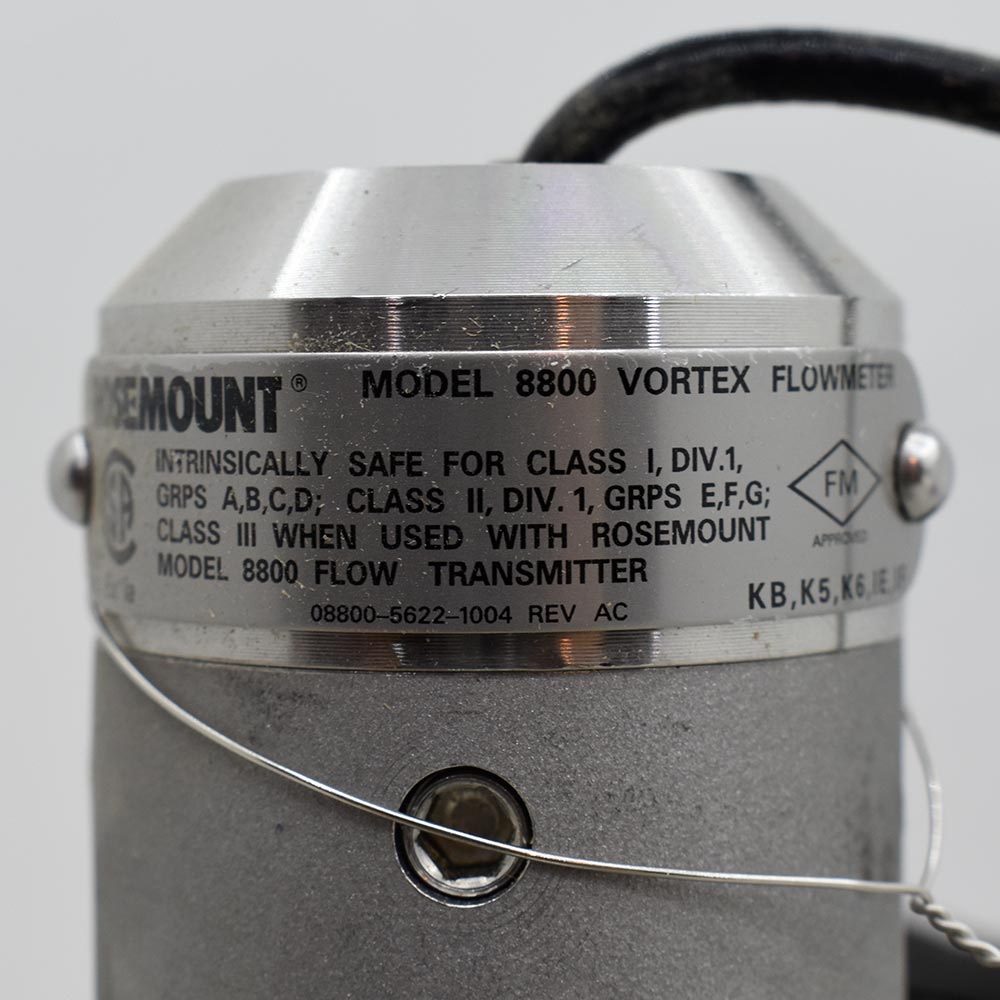 ROSEMOUNT® MODEL 8800 VORTEX FLOWMETER
INTRINSICALLY SAFE FOR CLASS I, DIV.1,
GRPS A,B,C,D; CLASS II, DIV. 1, GRPS E,F,G;
CLASS III WHEN USED WITH ROSEMOUNT
MODEL 8800 FLOW TRANSMITTER
08800-5622-1004 REV AC
FM
APPROVED
KB,K5,K6,IE,